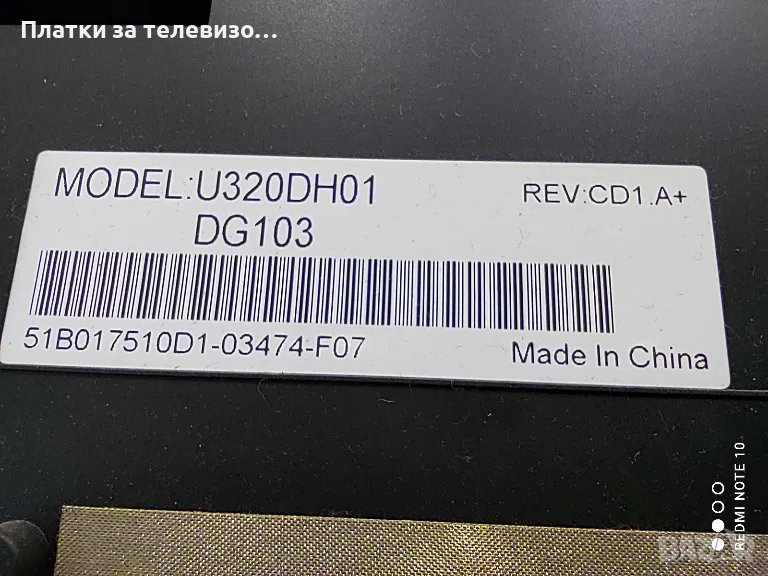 Платки за телевизо...
MODEL:U320DH01
REV:CD1.A+
DG103
51B017510D1-03474-F07
Made In China
REDMI NOTE 10